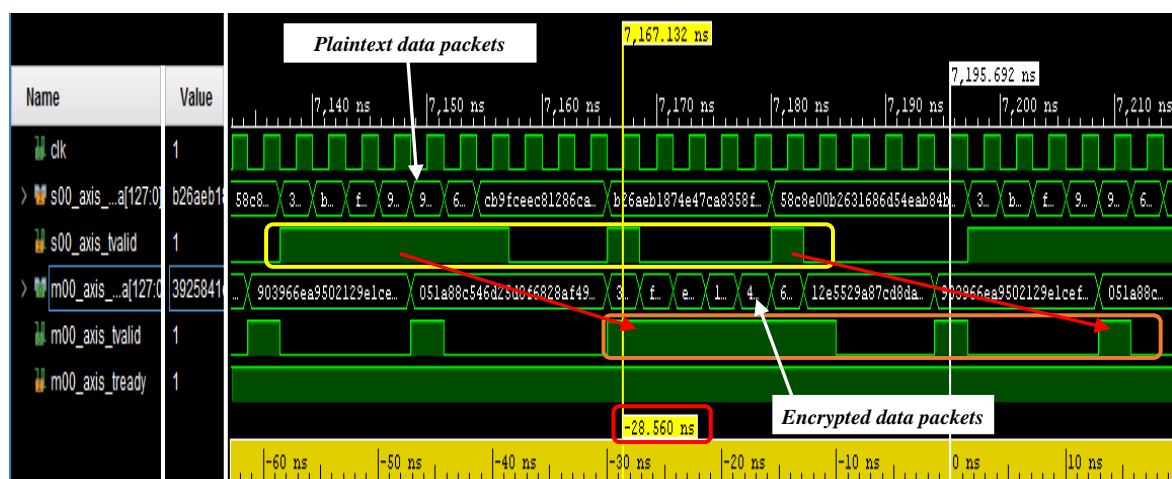 Plaintext data packets
7,167.132 ns
7,195.692 ns
Name Value
7,140 ns 7,150 ns 7,160 ns 7,170 ns 7,180 ns 7,190 ns 7,200 ns 7,210 ns
clk 1
s00_axis_...a[127:0] b26aeb18
58c8… 3… b… f… 9… 9… 6… cb9fceec81286ca… b26aeb1874e47ca8358f… 58c8e00b2631686d54eab84b… 3… b… f… 9… 9… 6…
s00_axis_tvalid 1
m00_axis_...a[127:0 39258416
… 903966ea9502129e1ce… 051a88c546d25d0f6828af49… 3… f… e… 1… 4… 6… 12e5529a87cd8da… 903966ea9502129e1cef… 051a88c…
m00_axis_tvalid 1
m00_axis_tready 1
Encrypted data packets
-28.560 ns
-60 ns -50 ns -40 ns -30 ns -20 ns -10 ns 0 ns 10 ns